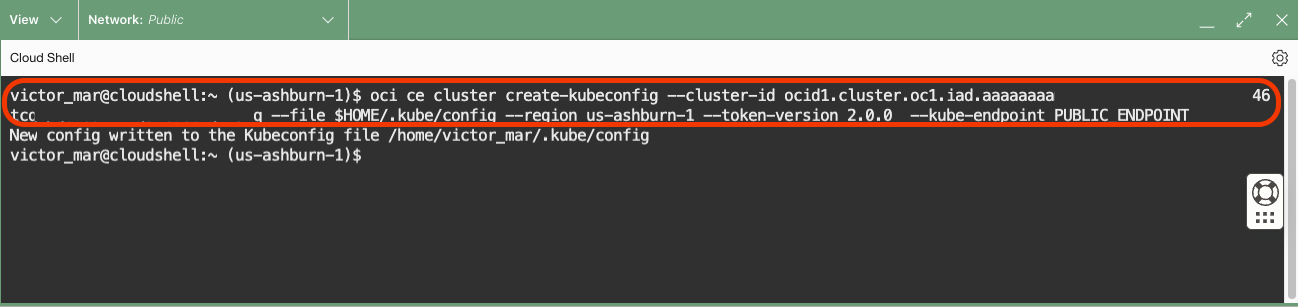 View Network: Public
Cloud Shell
victor_mar@cloudshell:~ (us-ashburn-1)$ oci ce cluster create-kubeconfig --cluster-id ocid1.cluster.oc1.iad.aaaaaaaa 46
tcc q --file $HOME/.kube/config --region us-ashburn-1 --token-version 2.0.0  --kube-endpoint PUBLIC_ENDPOINT
New config written to the Kubeconfig file /home/victor_mar/.kube/config
victor_mar@cloudshell:~ (us-ashburn-1)$